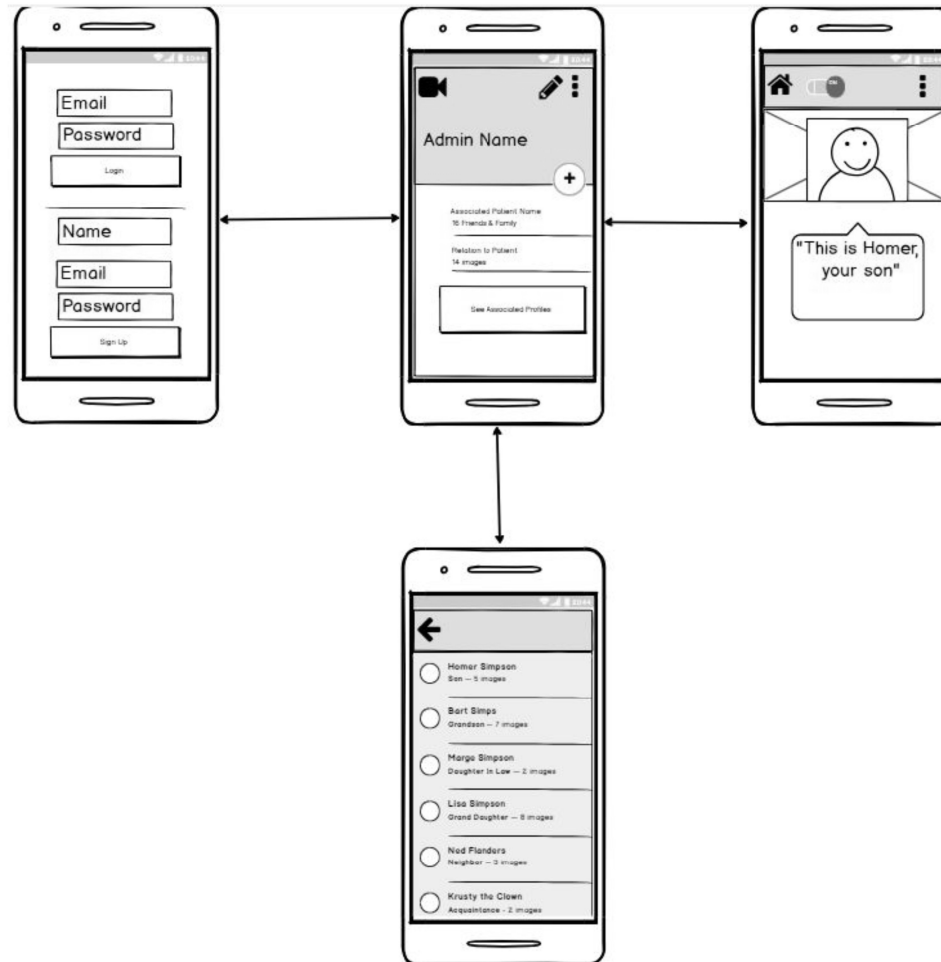 Email
Password
Login
Name
Email
Password
Sign Up
Admin Name
+
Associated Patient Name
16 Friends & Family
Relation to Patient
14 images
See Associated Profiles
ON
"This is Homer,
your son"
Homer Simpson
Son — 5 images
Bart Simps
Grandson — 7 images
Marge Simpson
Daughter In Law — 2 images
Lisa Simpson
Grand Daughter — 8 images
Ned Flanders
Neighbor — 3 images
Krusty the Clown
Acquaintance - 2 images